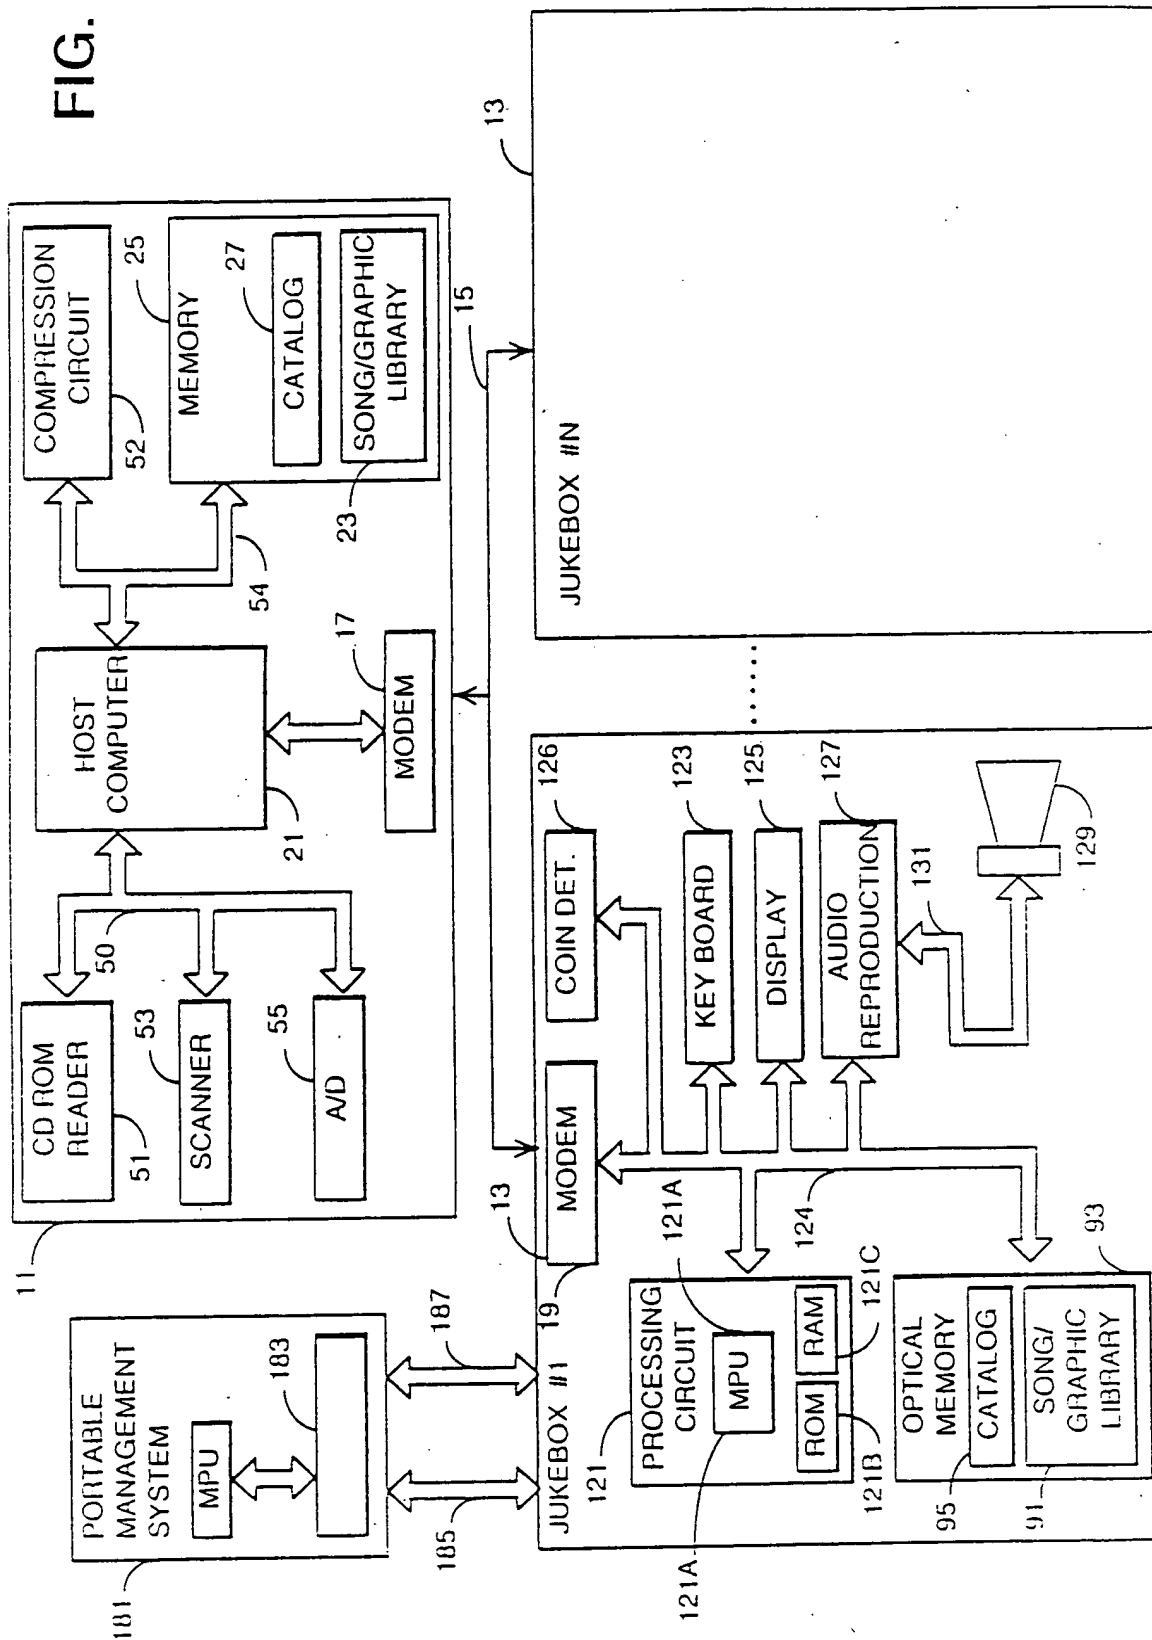 FIG.
11
CD ROM
READER
51
SCANNER
53
A/D
55
50
HOST
COMPUTER
21
MODEM
17
54
COMPRESSION
CIRCUIT
52
MEMORY
25
CATALOG
27
SONG/GRAPHIC
LIBRARY
23
15
PORTABLE
MANAGEMENT
SYSTEM
MPU
183
181
185
187
JUKEBOX #1
13
MODEM
19
COIN DET.
126
KEY BOARD
123
DISPLAY
125
AUDIO
REPRODUCTION
127
131
129
124
PROCESSING
CIRCUIT
121
MPU
121A
121A
ROM
RAM
121B
121C
OPTICAL
MEMORY
CATALOG
95
SONG/
GRAPHIC
LIBRARY
91
93
......
JUKEBOX #N
13